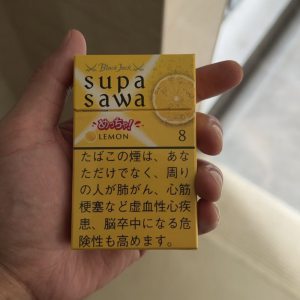 Black Jack
supa
sawa
めっちゃ!
LEMON
8
たばこの煙は、あな
ただけでなく、周り
の人が肺がん、心筋
梗塞など虚血性心疾
患、脳卒中になる危
険性も高めます。